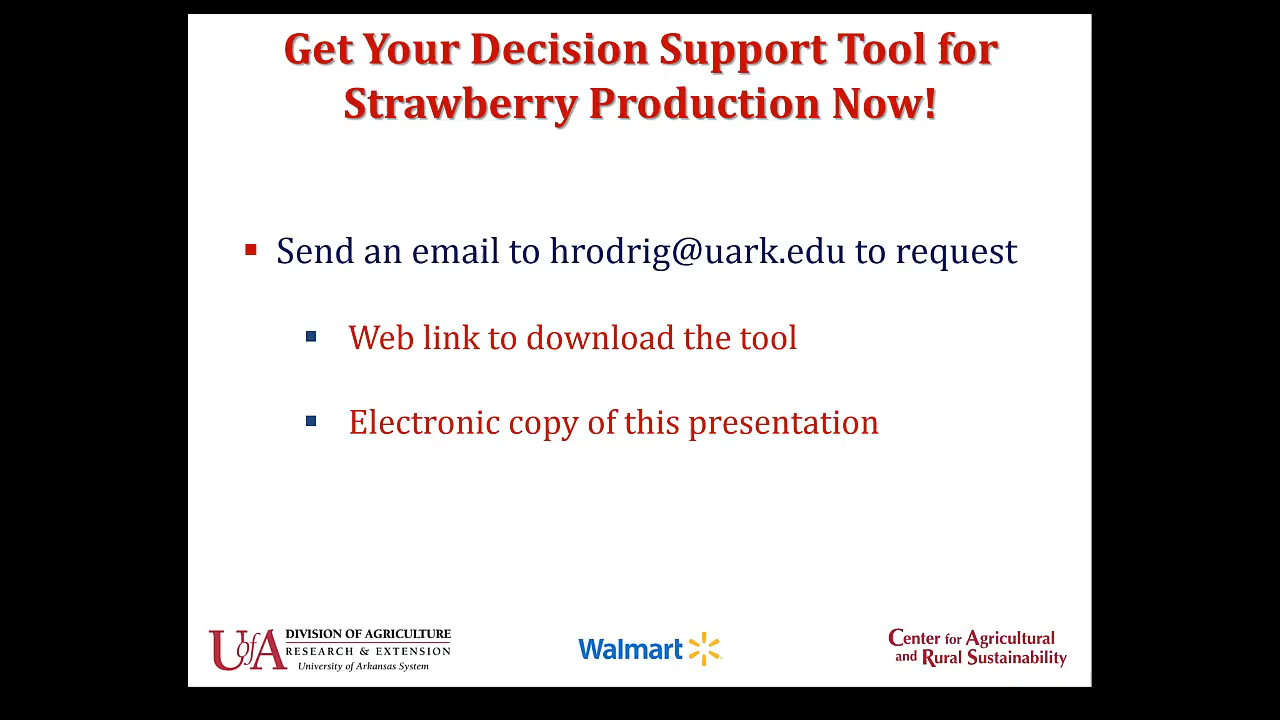 Get Your Decision Support Tool for
Strawberry Production Now!
Send an email to hrodrig@uark.edu to request
Web link to download the tool
Electronic copy of this presentation
UofA DIVISION OF AGRICULTURE
RESEARCH & EXTENSION
University of Arkansas System
Walmart
Center for Agricultural
and Rural Sustainability